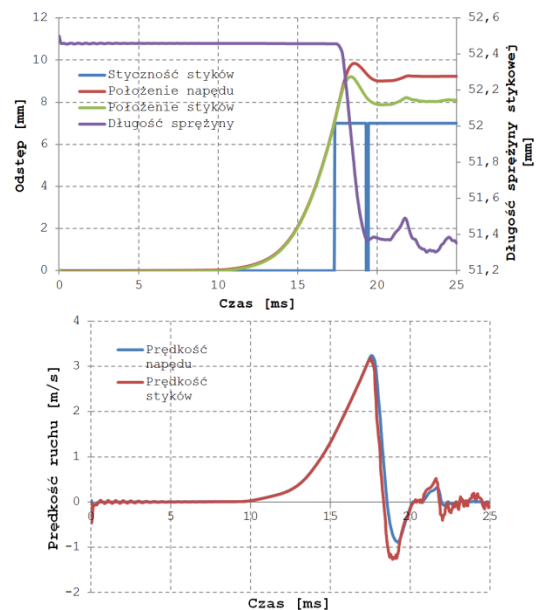 12
10
8
6
4
2
0
Odstęp [mm]
52,6
52,4
52,2
52
51,8
51,6
51,4
51,2
Długość sprężyny stykowej
[mm]
Styczność styków
Położenie napędu
Położenie styków
Długość sprężyny
0
5
10
15
20
25
Czas [ms]
4
3
2
1
0
-1
-2
Prędkość ruchu [m/s]
Prędkość
napędu
Prędkość
styków
0
5
10
15
20
25
Czas [ms]